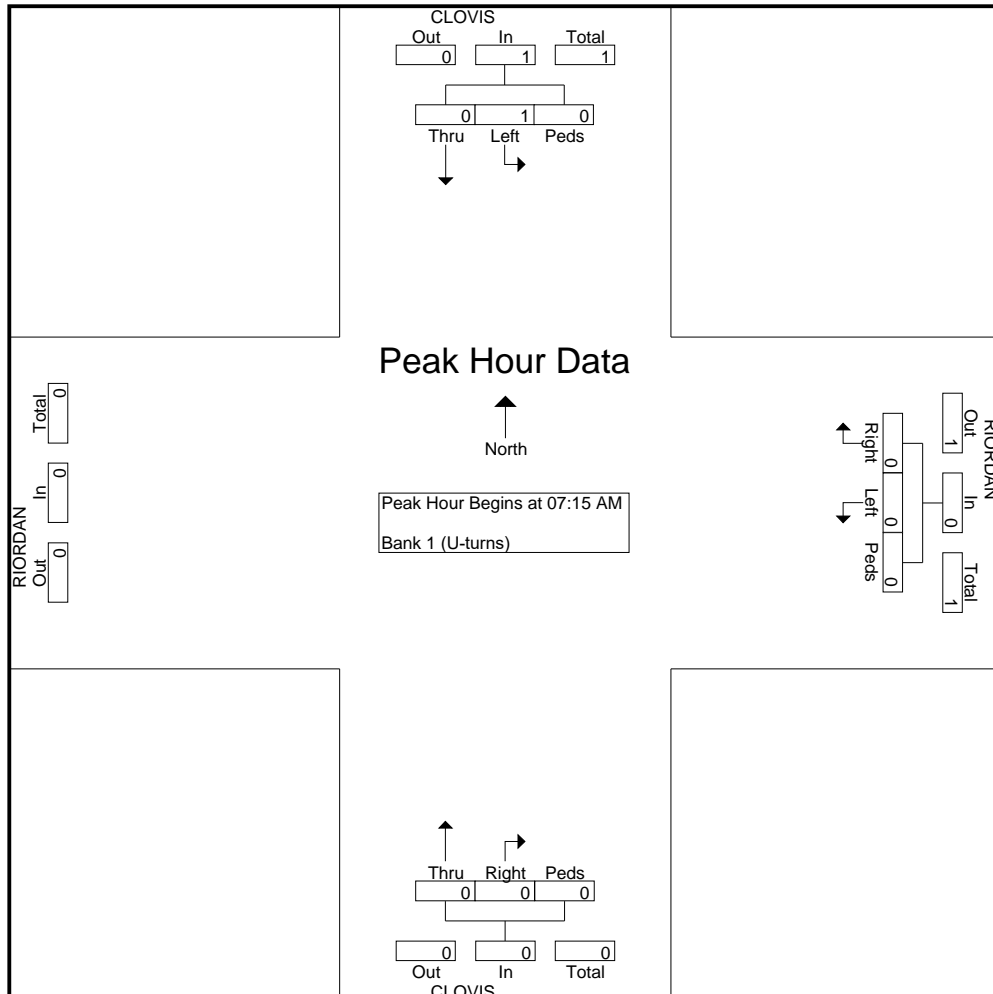 CLOVIS
Out In Total
0 1 1
0 1 0
Thru Left Peds
Peak Hour Data
North
Peak Hour Begins at 07:15 AM
Bank 1 (U-turns)
RIORDAN
Total In Out
0 0 0
RIORDAN
Out In Total
1 0 1
0 0 0
Right Left Peds
Thru Right Peds
0 0 0
0 0 0
Out In Total
CLOVIS